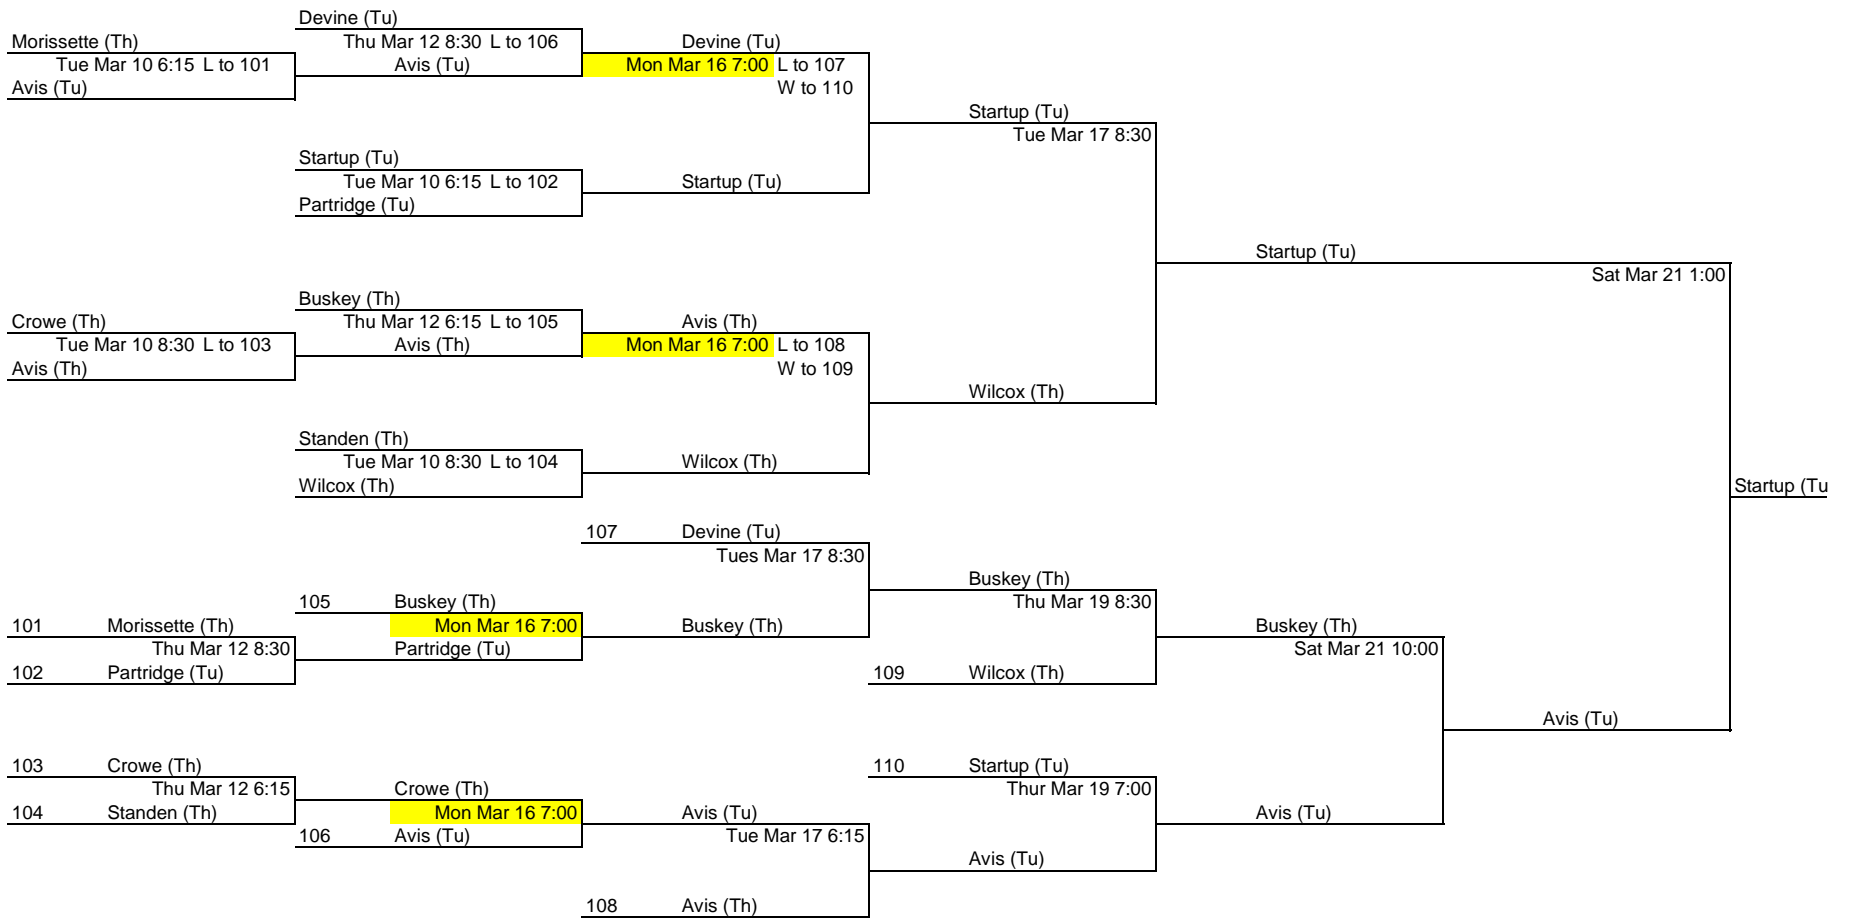 Devine (Tu)
Morissette (Th) Thu Mar 12 8:30 L to 106 Devine (Tu)
Tue Mar 10 6:15 L to 101 Avis (Tu) Mon Mar 16 7:00 L to 107
Avis (Tu) W to 110
Startup (Tu)
Tue Mar 17 8:30
Startup (Tu)
Tue Mar 10 6:15 L to 102 Startup (Tu)
Partridge (Tu)
Startup (Tu)
Sat Mar 21 1:00
Buskey (Th)
Crowe (Th) Thu Mar 12 6:15 L to 105 Avis (Th)
Tue Mar 10 8:30 L to 103 Avis (Th) Mon Mar 16 7:00 L to 108
Avis (Th) W to 109
Wilcox (Th)
Standen (Th)
Tue Mar 10 8:30 L to 104 Wilcox (Th)
Wilcox (Th) Startup (Tu
107 Devine (Tu)
Tues Mar 17 8:30
Buskey (Th)
105 Buskey (Th) Thu Mar 19 8:30
101 Morissette (Th) Mon Mar 16 7:00 Buskey (Th) Buskey (Th)
Thu Mar 12 8:30 Partridge (Tu) Sat Mar 21 10:00
102 Partridge (Tu) 109 Wilcox (Th)
Avis (Tu)
103 Crowe (Th) 110 Startup (Tu)
Thu Mar 12 6:15 Crowe (Th) Thur Mar 19 7:00
104 Standen (Th) Mon Mar 16 7:00 Avis (Tu) Avis (Tu)
106 Avis (Tu) Tue Mar 17 6:15
Avis (Tu)
108 Avis (Th)